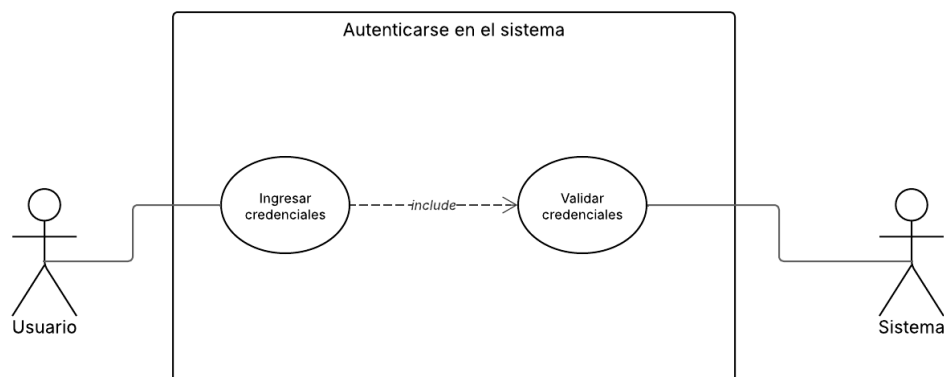 Autenticarse en el sistema
Ingresar
credenciales
include
Validar
credenciales
Usuario
Sistema